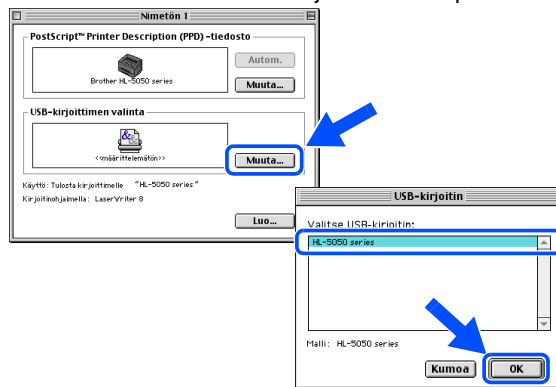 Nimetön 1
PostScript™ Printer Description (PPD) -tiedosto
Autom.
Brother HL-5050 series
Muuta...
USB-kirjoittimen valinta
<<määrittelemätön>>
Muuta...
Käyttö: Tulosta kirjoittimelle "HL-5050 series"
Kirjoitinohjaimella: LaserWriter 8
Luo...
USB-kirjoitin
Valitse USB-kirjoitin:
HL-5050 series
Malli: HL-5050 series
Kumoa
OK